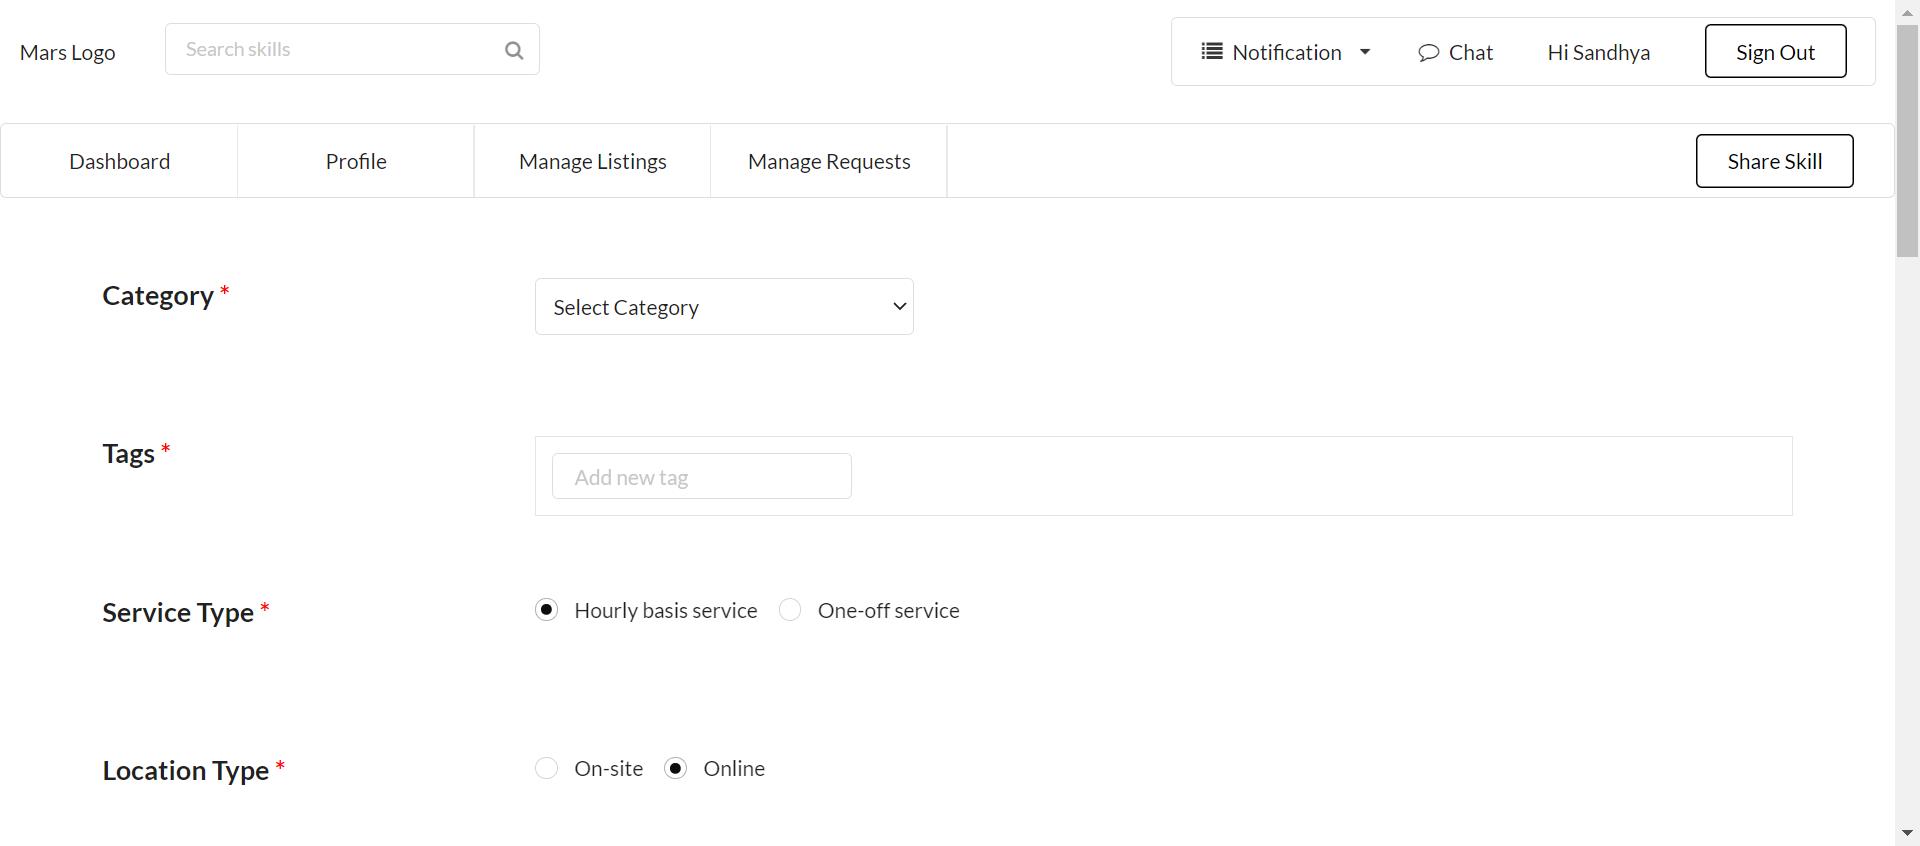 Mars Logo
Search skills
Notification
Chat
Hi Sandhya
Sign Out
Dashboard
Profile
Manage Listings
Manage Requests
Share Skill
Category *
Select Category
Tags *
Add new tag
Service Type *
Hourly basis service
One-off service
Location Type *
On-site
Online